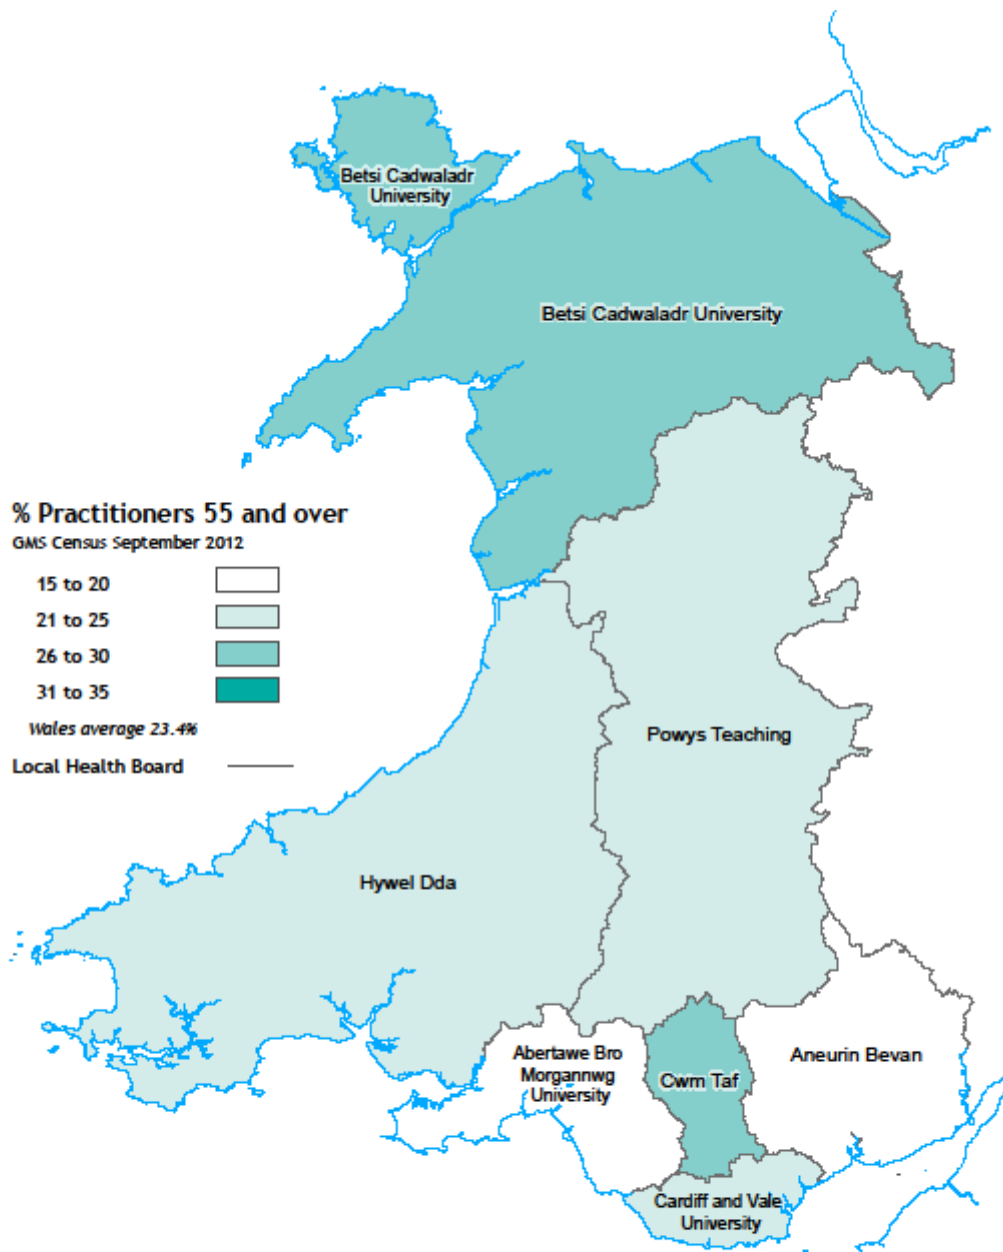 Betsi Cadwaladr
University
Betsi Cadwaladr University
% Practitioners 55 and over
GMS Census September 2012
15 to 20
21 to 25
26 to 30
31 to 35
Wales average 23.4%
Local Health Board
Powys Teaching
Hywel Dda
Abertawe Bro
Morgannwg
University
Cwm Taf
Aneurin Bevan
Cardiff and Vale
University